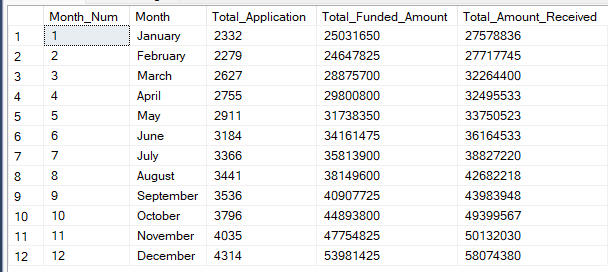 Month_Num Month Total_Application Total_Funded_Amount Total_Amount_Received
1 1 January 2332 25031650 27578836
2 2 February 2279 24647825 27717745
3 3 March 2627 28875700 32264400
4 4 April 2755 29800800 32495533
5 5 May 2911 31738350 33750523
6 6 June 3184 34161475 36164533
7 7 July 3366 35813900 38827220
8 8 August 3441 38149600 42682218
9 9 September 3536 40907725 43983948
10 10 October 3796 44893800 49399567
11 11 November 4035 47754825 50132030
12 12 December 4314 53981425 58074380